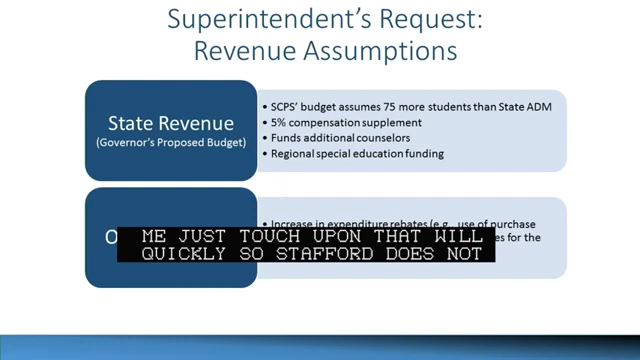 Superintendent's Request:
Revenue Assumptions
State Revenue
(Governor's Proposed Budget)
• SCPS' budget assumes 75 more students than State ADM
• 5% compensation supplement
• Funds additional counselors
• Regional special education funding
O
• Increase in expenditure rebates (e.g., use of purchase
for the
ME JUST TOUCH UPON THAT WILL
QUICKLY SO STAFFORD DOES NOT